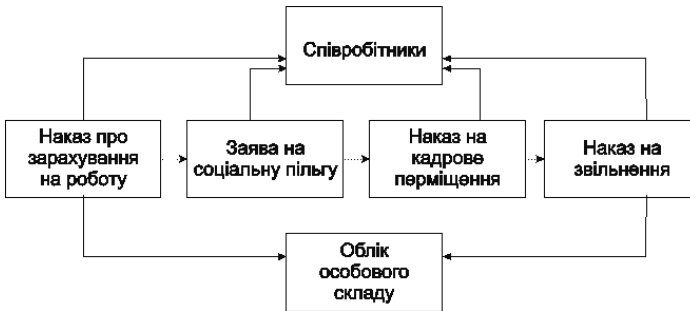 Співробітники
Наказ про
зарахування
на роботу
Заява на
соціальну пільгу
Наказ на
кадрове
перміщення
Наказ на
звільнення
Облік
особового
складу